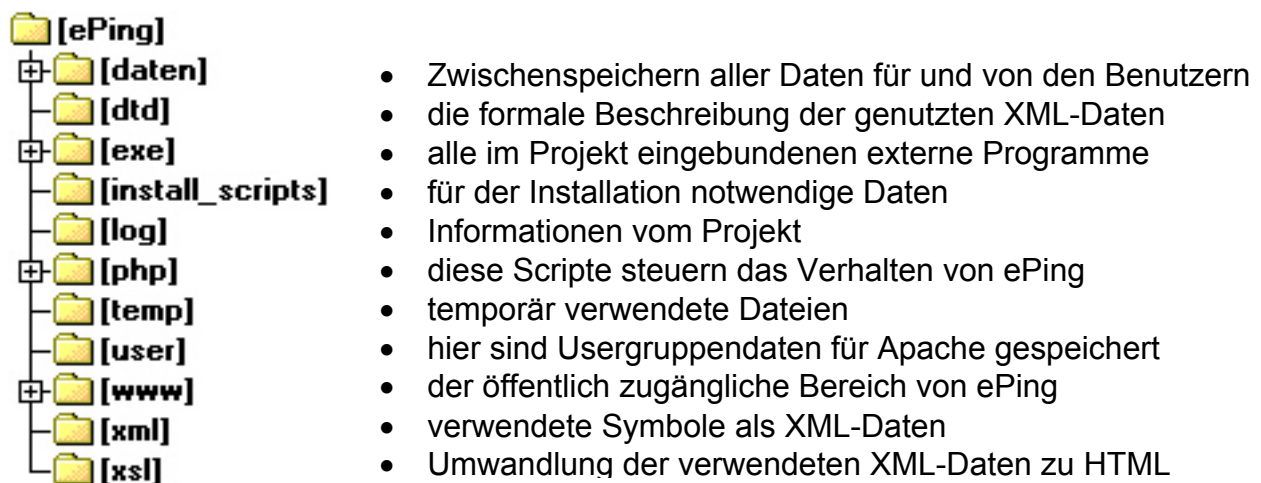 [ePing]
[daten] • Zwischenspeichern aller Daten für und von den Benutzern
[dtd] • die formale Beschreibung der genutzten XML-Daten
[exe] • alle im Projekt eingebundenen externe Programme
[install_scripts] • für der Installation notwendige Daten
[log] • Informationen vom Projekt
[php] • diese Scripte steuern das Verhalten von ePing
[temp] • temporär verwendete Dateien
[user] • hier sind Usergruppendaten für Apache gespeichert
[www] • der öffentlich zugängliche Bereich von ePing
[xml] • verwendete Symbole als XML-Daten
[xsl] • Umwandlung der verwendeten XML-Daten zu HTML